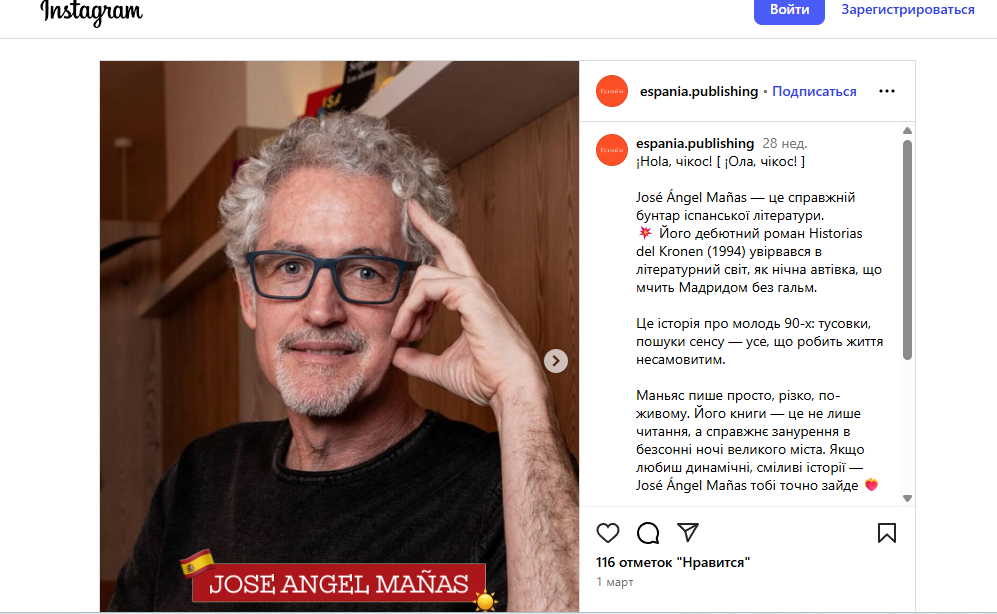 Instagram
Войти
Зарегистрироваться
espania.publishing • Подписаться
espania.publishing 28 нед.
¡Hola, чікос! [ ¡Ола, чікос! ]
José Ángel Mañas — це справжній
бунтар іспанської літератури.
💥 Його дебютний роман Historias
del Kronen (1994) увірвався в
літературний світ, як нічна автівка, що
мчить Мадридом без гальм.
Це історія про молодь 90-х: тусовки,
пошуки сенсу — усе, що робить життя
несамовитим.
Маньяс пише просто, різко, по-
живому. Його книги — це не лише
читання, а справжнє занурення в
безсонні ночі великого міста. Якщо
любиш динамічні, сміливі історії —
José Ángel Mañas тобі точно зайде 💝
116 отметок "Нравится"
1 март
JOSE ANGEL MAÑAS